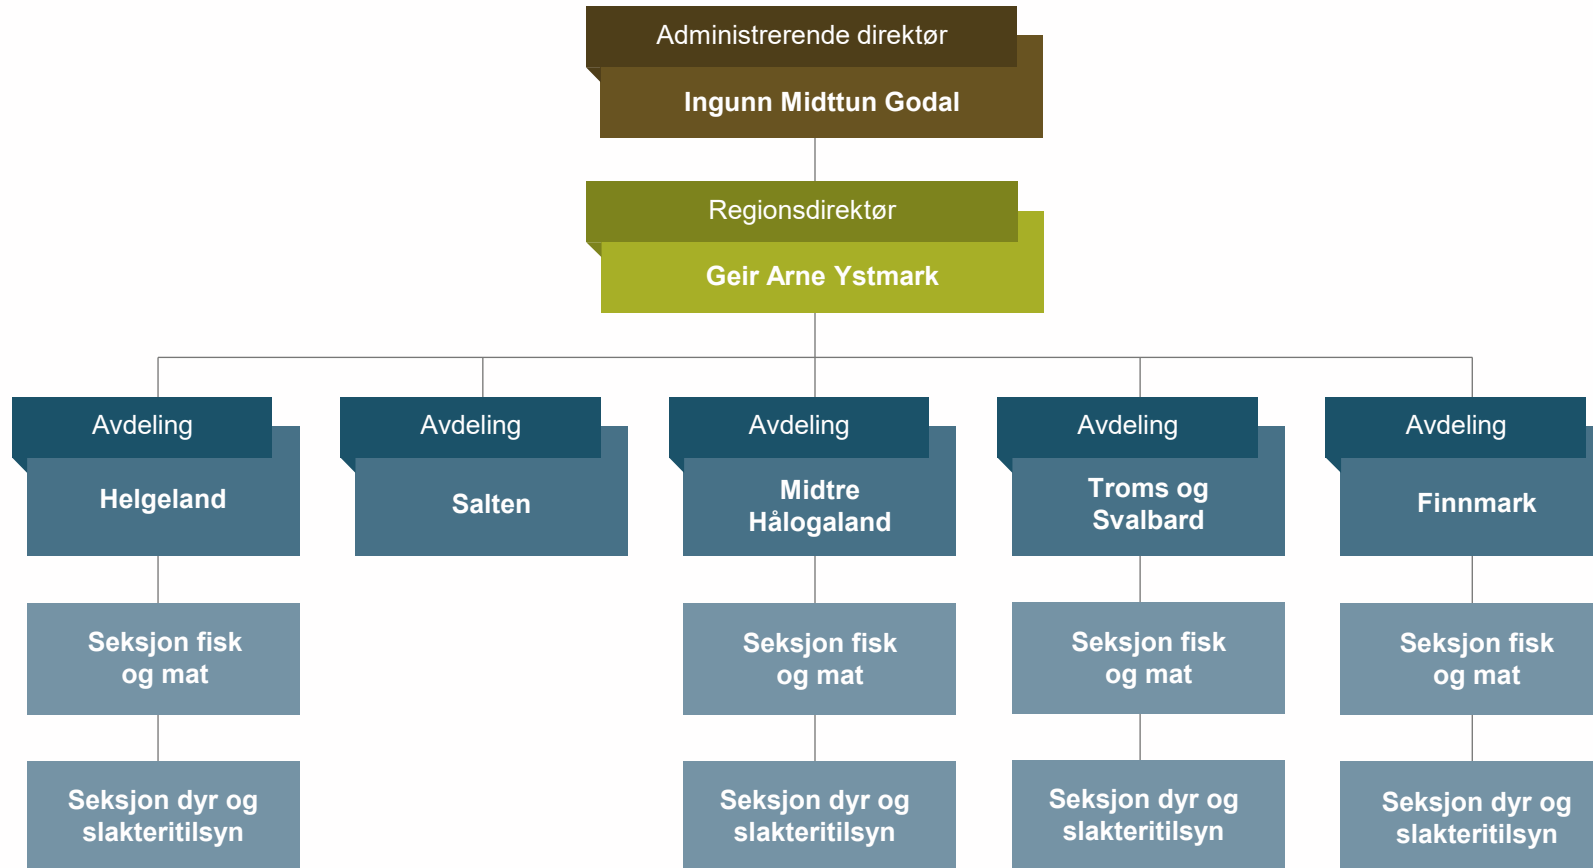 Administrerende direktør
Ingunn Midttun Godal
Regionsdirektør
Geir Arne Ystmark
Avdeling
Helgeland
Seksjon fisk
og mat
Seksjon dyr og
slakteritilsyn
Avdeling
Salten
Avdeling
Midtre
Hålogaland
Seksjon fisk
og mat
Seksjon dyr og
slakteritilsyn
Avdeling
Troms og
Svalbard
Seksjon fisk
og mat
Seksjon dyr og
slakteritilsyn
Avdeling
Finnmark
Seksjon fisk
og mat
Seksjon dyr og
slakteritilsyn